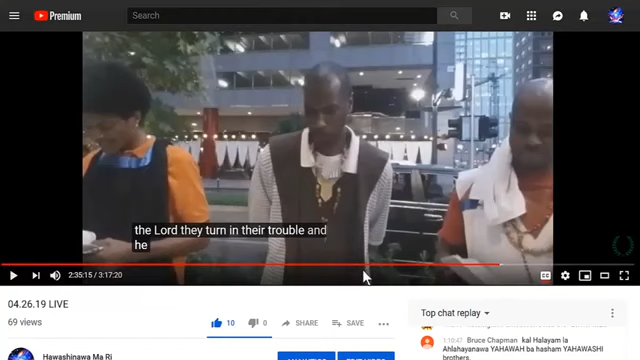 Premium
Search
the Lord they turn in their trouble and
he
2:35:15 / 3:17:20
04.26.19 LIVE
69 views
10
0
SHARE
SAVE
Top chat replay
1:10:47 Bruce Chapman kal Halayam la
Ahlahayanawa YAHAWAH ba hasham YAHAWASHI
brothers.
Hawashinawa Ma Ri